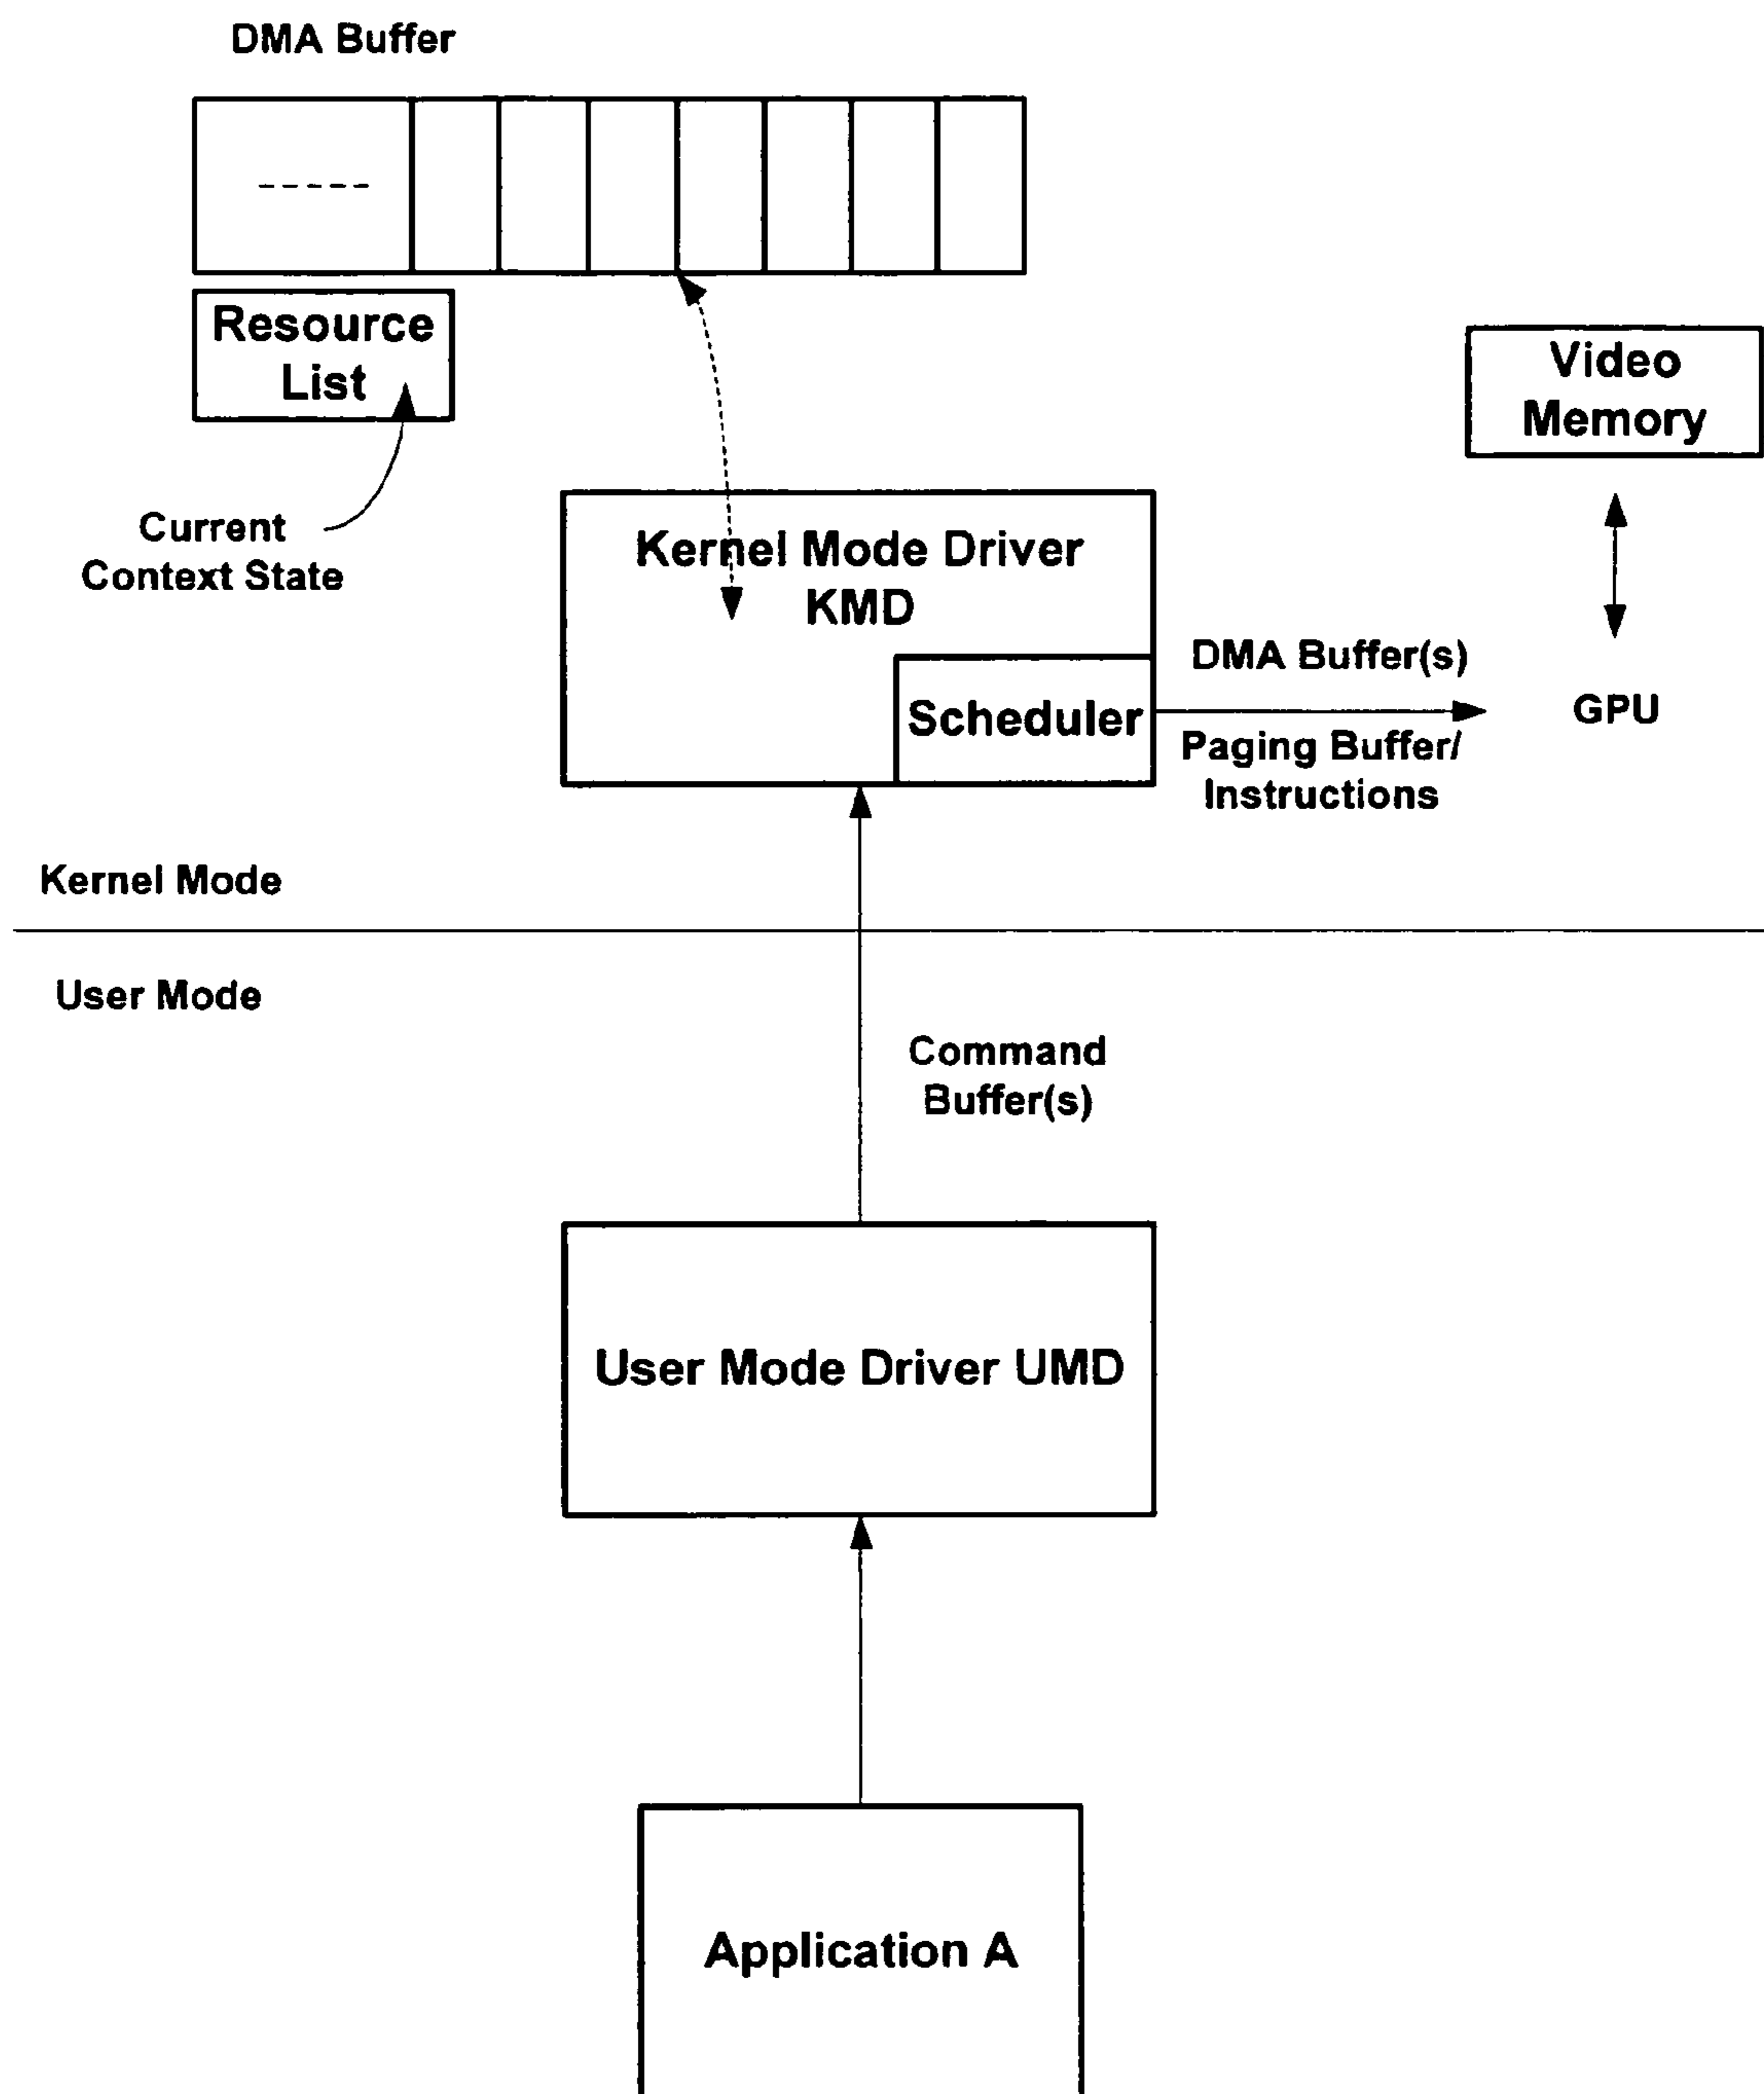 DMA Buffer
Resource
List
Current
Context State
Video
Memory
Kernel Mode Driver
KMD
Scheduler
DMA Buffer(s)
Paging Buffer/
Instructions
GPU
Kernel Mode
User Mode
Command
Buffer(s)
User Mode Driver UMD
Application A